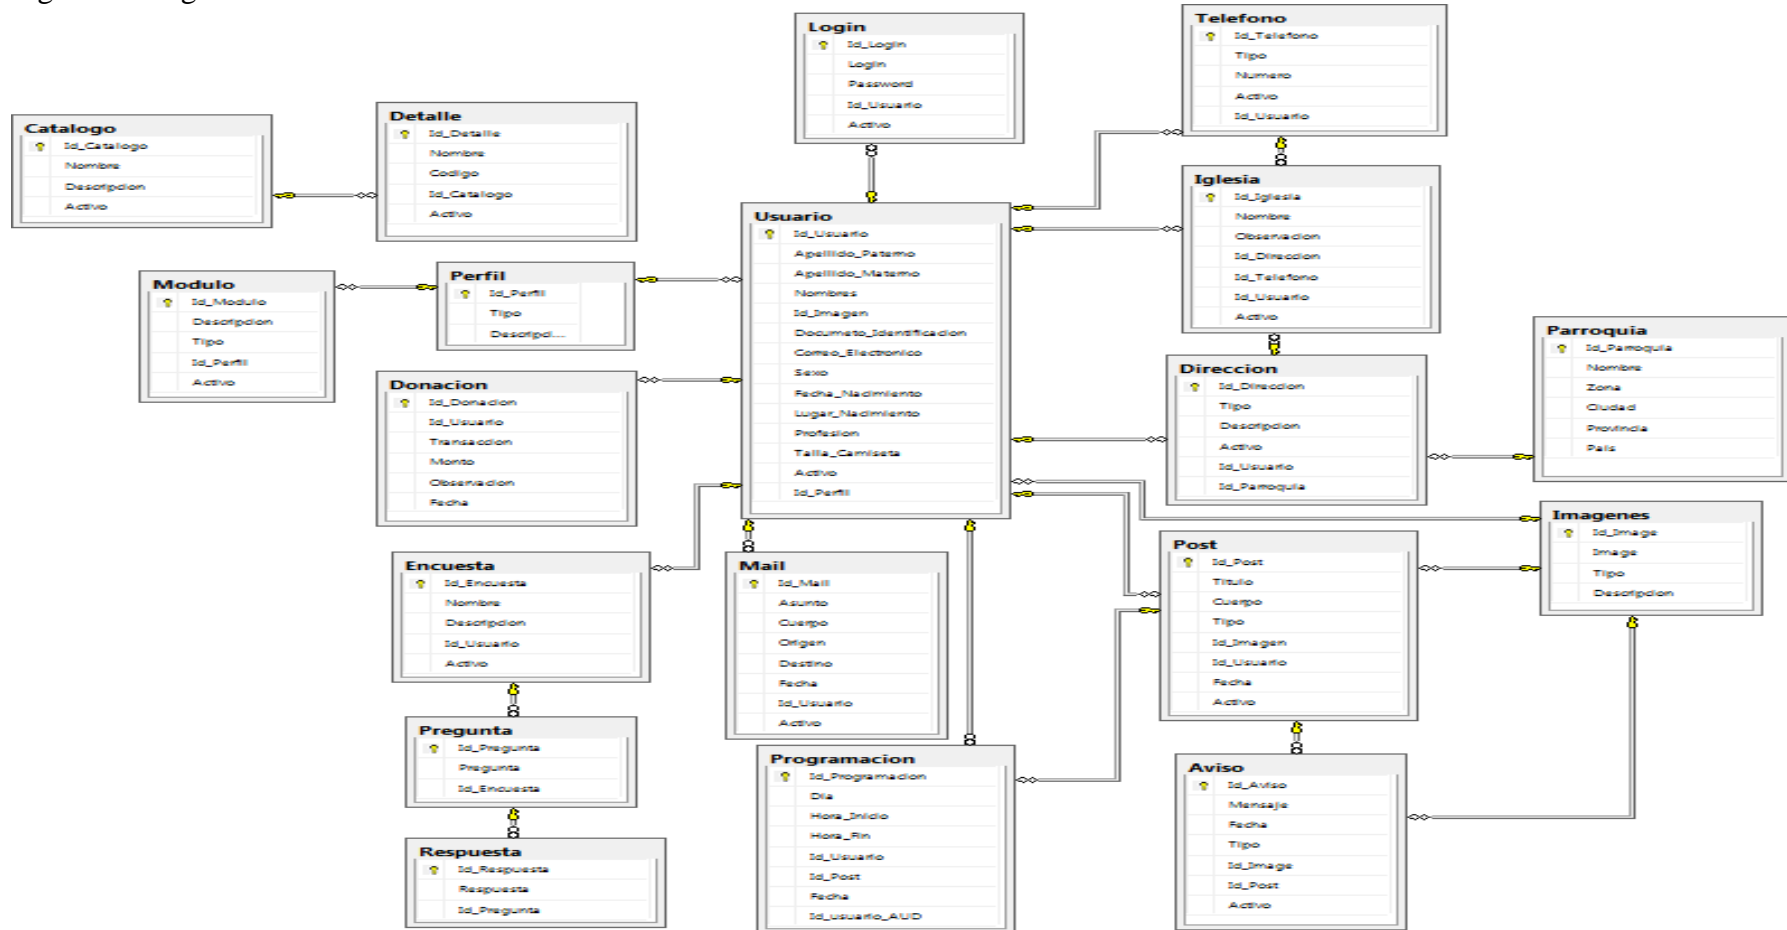 Login
Id_Login
Login
Password
Id_Usuario
Activo
Telefono
Id_Telefono
Tipo
Numero
Activo
Id_Usuario
Catalogo
Id_Catalogo
Nombre
Descripcion
Activo
Detalle
Id_Detalle
Nombre
Codigo
Id_Catalogo
Activo
Iglesia
Id_Iglesia
Nombre
Observacion
Id_Direccion
Id_Telefono
Id_Usuario
Activo
Usuario
Id_Usuario
Apellido_Paterno
Apellido_Materno
Nombres
Id_Imagen
Documeto_Identificacion
Correo_Electronico
Sexo
Fecha_Nacimiento
Lugar_Nacimiento
Profesion
Talla_Camiseta
Activo
Id_Perfil
Modulo
Id_Modulo
Descripcion
Tipo
Id_Perfil
Activo
Perfil
Id_Perfil
Tipo
Descripci...
Parroquia
Id_Parroquia
Nombre
Zona
Ciudad
Provincia
Pais
Direccion
Id_Direccion
Tipo
Descripcion
Activo
Id_Usuario
Id_Parroquia
Donacion
Id_Donacion
Id_Usuario
Transaccion
Monto
Observacion
Fecha
Imagenes
Id_Image
Image
Tipo
Descripcion
Post
Id_Post
Titulo
Cuerpo
Tipo
Id_Imagen
Id_Usuario
Fecha
Activo
Encuesta
Id_Encuesta
Nombre
Descripcion
Id_Usuario
Activo
Mail
Id_Mail
Asunto
Cuerpo
Origen
Destino
Fecha
Id_Usuario
Activo
Pregunta
Id_Pregunta
Pregunta
Id_Encuesta
Programacion
Id_Programacion
Dia
Hora_Inicio
Hora_Fin
Id_Usuario
Id_Post
Fecha
Id_usuario_AUD
Aviso
Id_Aviso
Mensaje
Fecha
Tipo
Id_Image
Id_Post
Activo
Respuesta
Id_Respuesta
Respuesta
Id_Pregunta